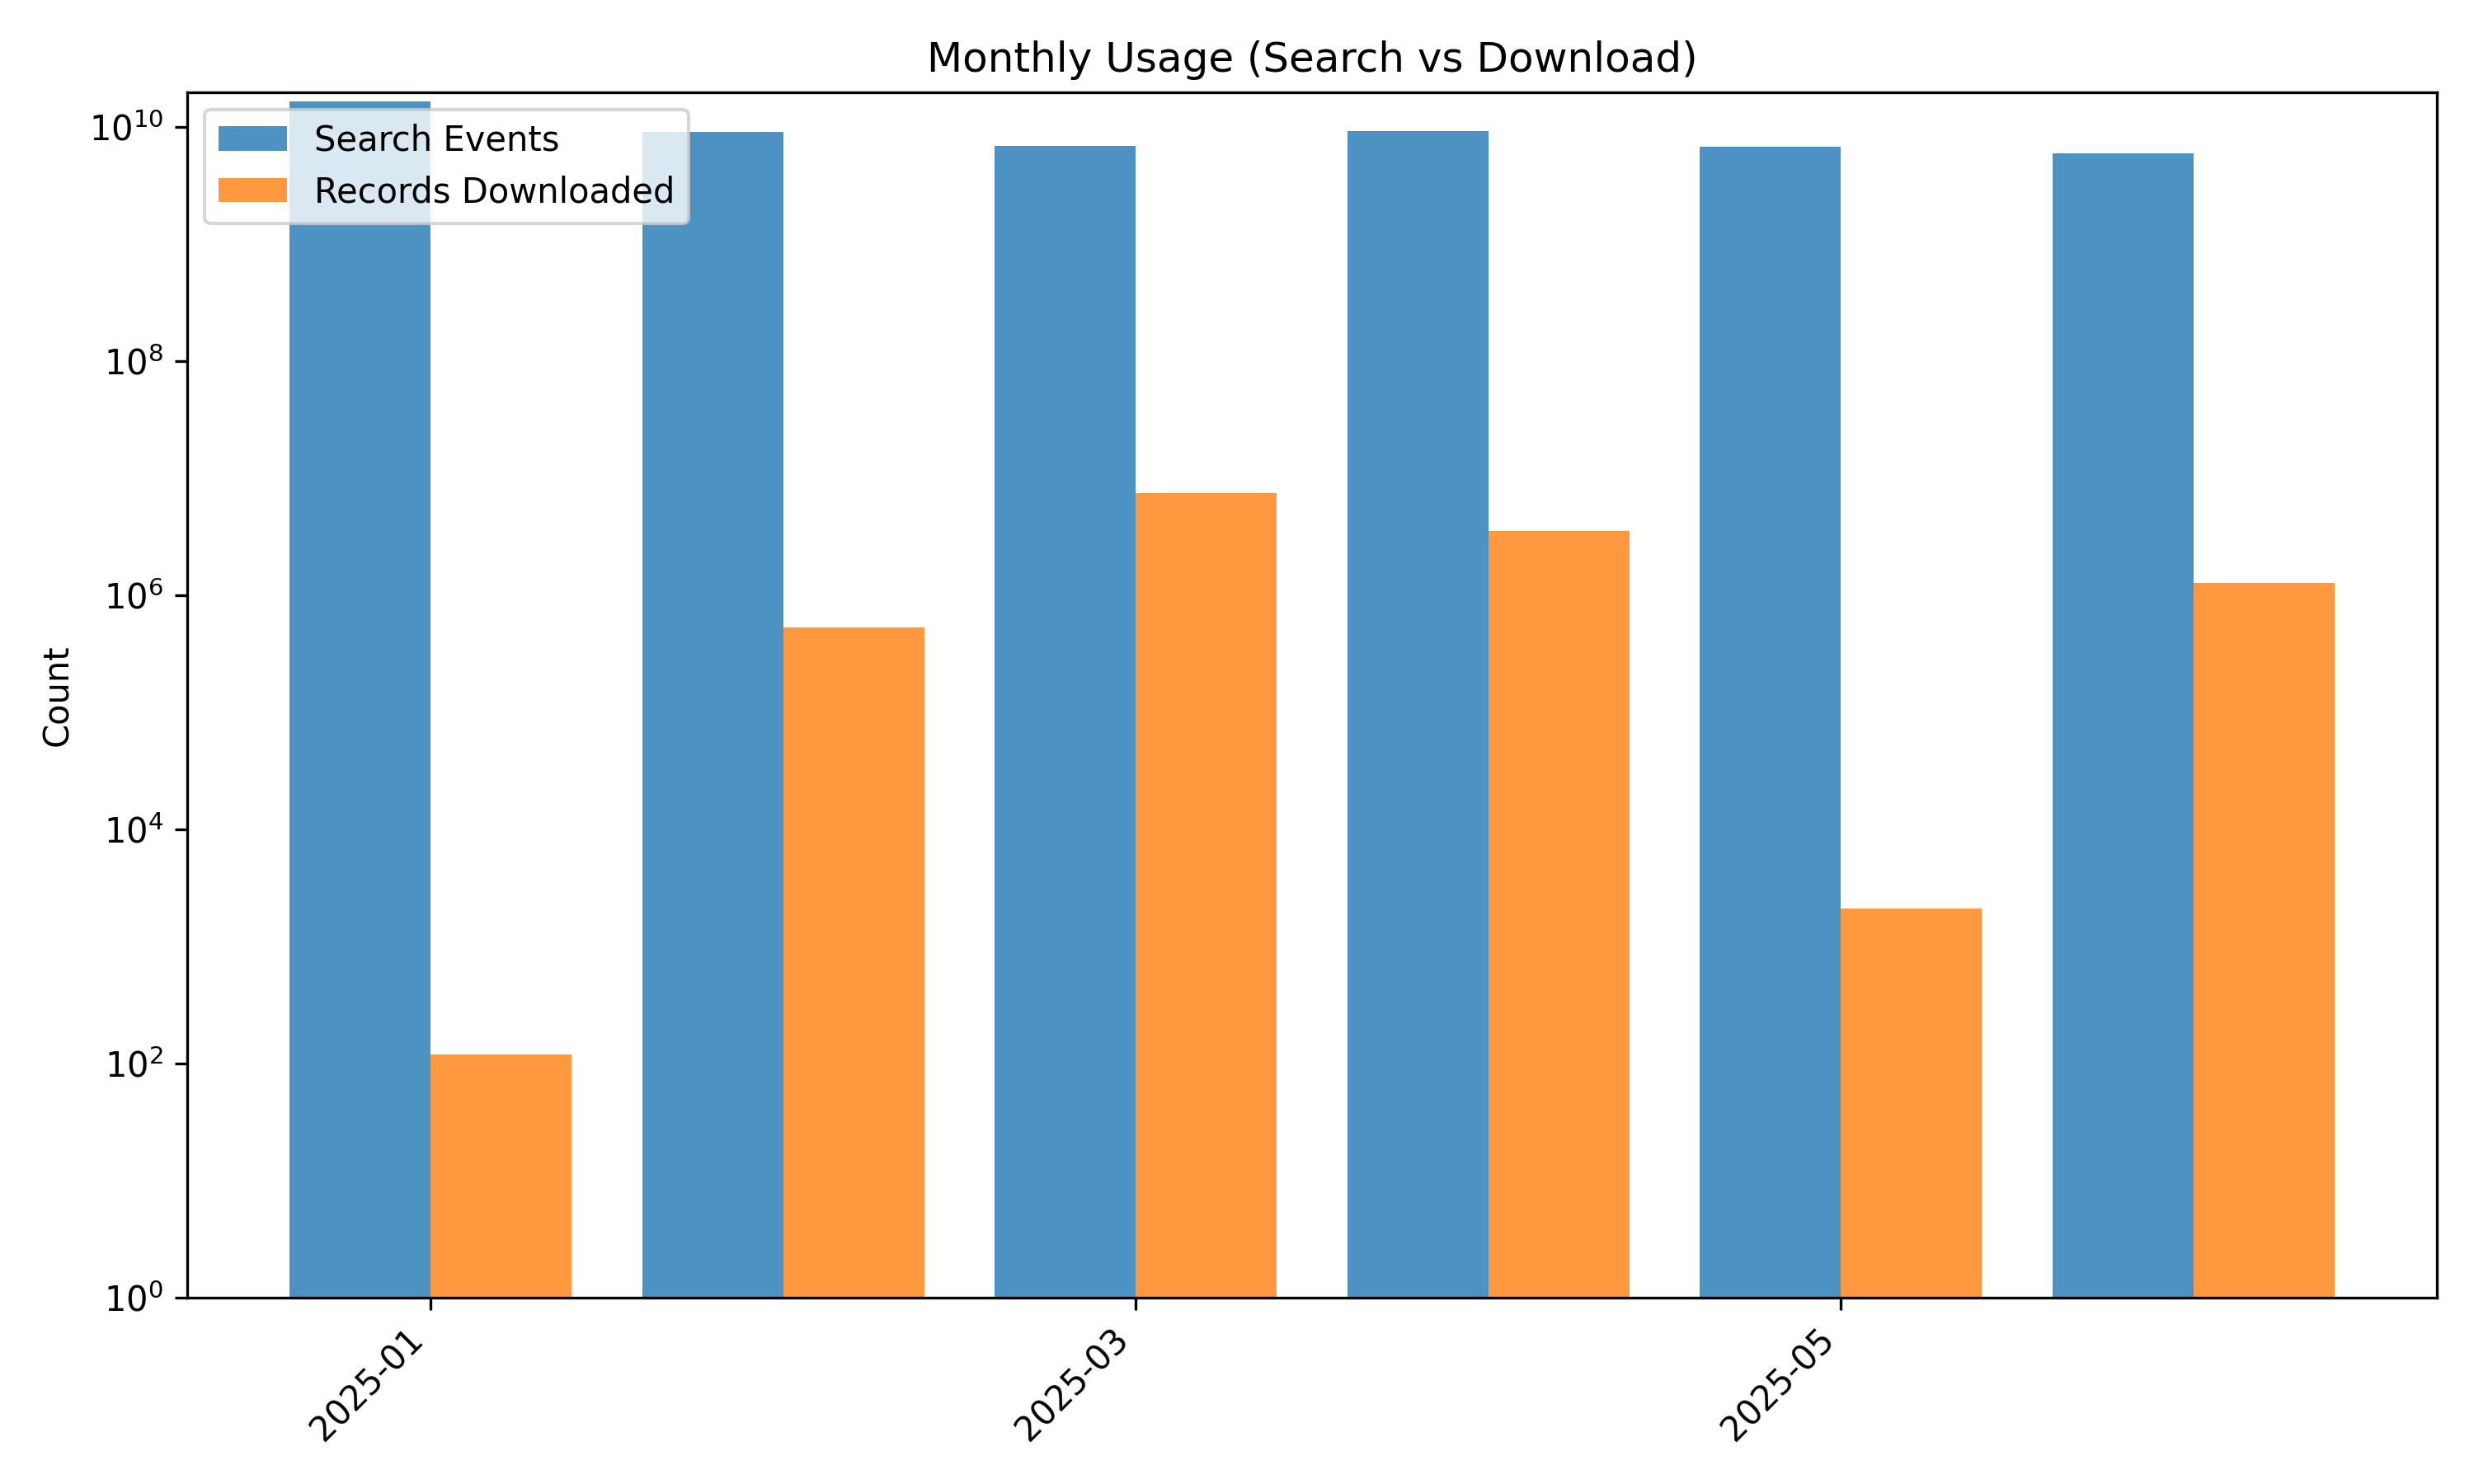 Monthly Usage (Search vs Download)
Search Events
Records Downloaded
Count
10¹⁰
10⁸
10⁶
10⁴
10²
10⁰
2025-01
2025-03
2025-05